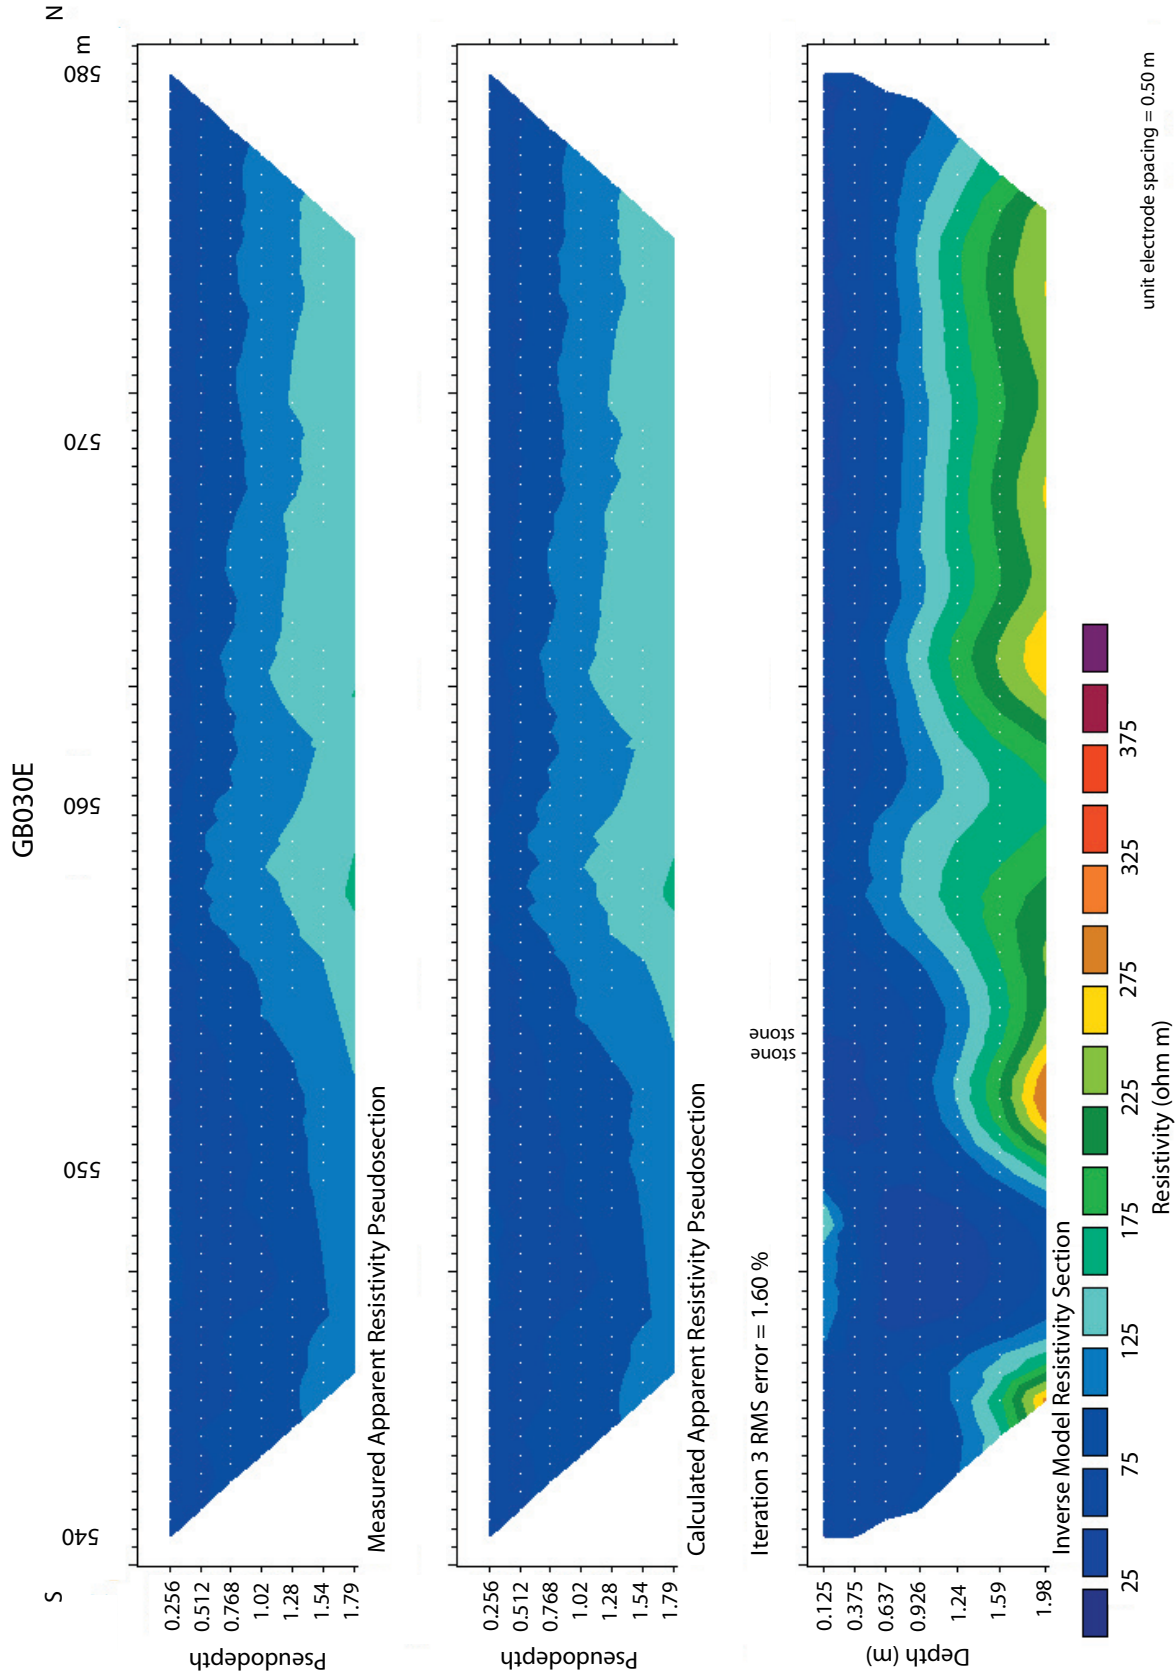 GB030E
S N
540 550 560 570 580 m
Pseudodepth
0.256
0.512
0.768
1.02
1.28
1.54
1.79
Measured Apparent Resistivity Pseudosection
Pseudodepth
0.256
0.512
0.768
1.02
1.28
1.54
1.79
Calculated Apparent Resistivity Pseudosection
Iteration 3 RMS error = 1.60 %
stone
stone
Depth (m)
0.125
0.375
0.637
0.926
1.24
1.59
1.98
Inverse Model Resistivity Section
25 75 125 175 225 275 325 375
Resistivity (ohm m)
unit electrode spacing = 0.50 m